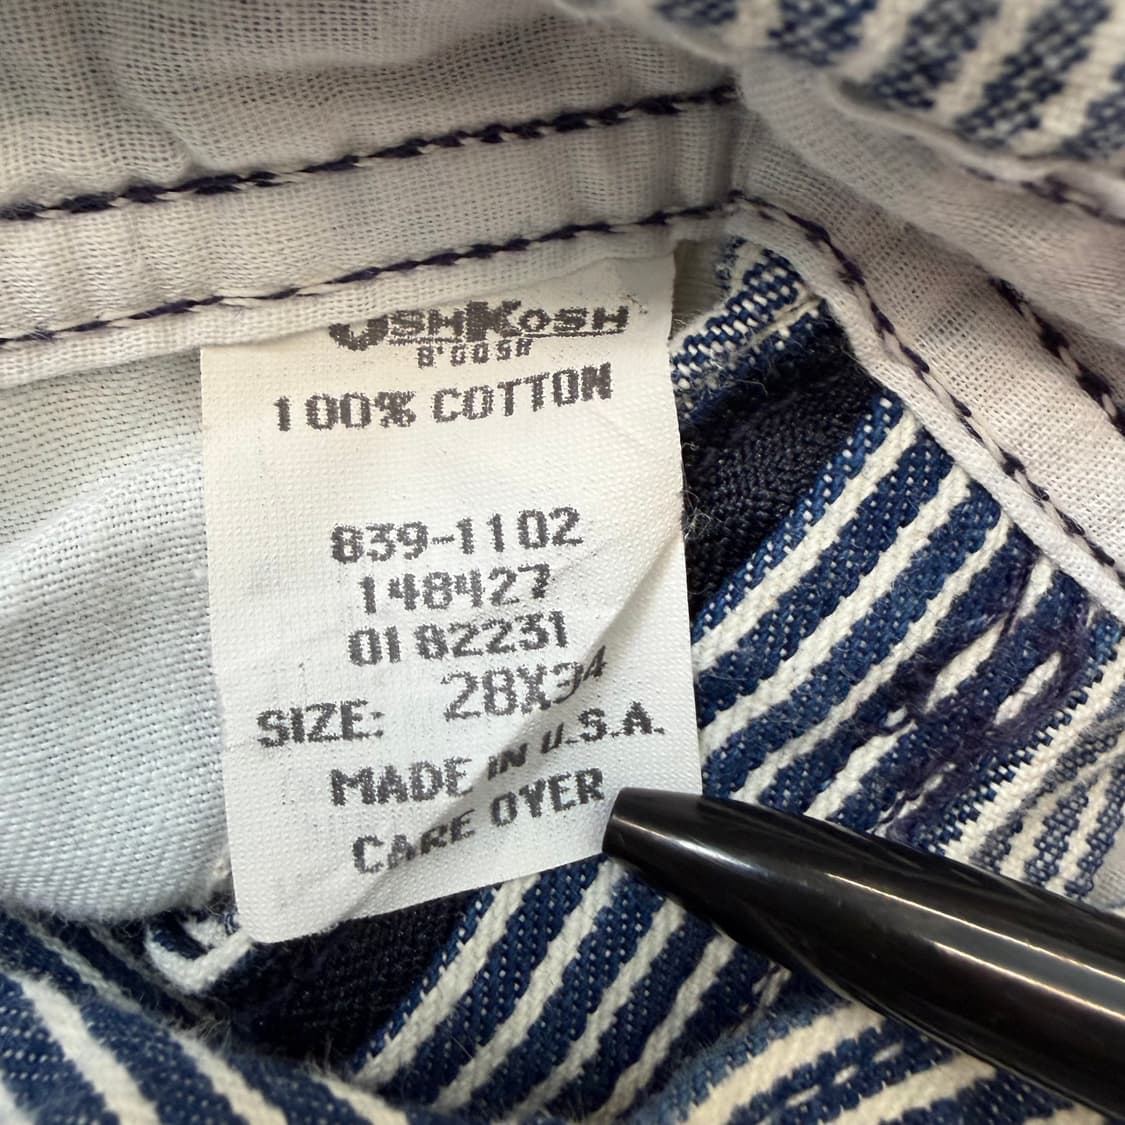 OSHKOSH
B'GOSH
100% COTTON
839-1102
148427
0182231
SIZE: 28X34
MADE IN U.S.A.
CARE OVER